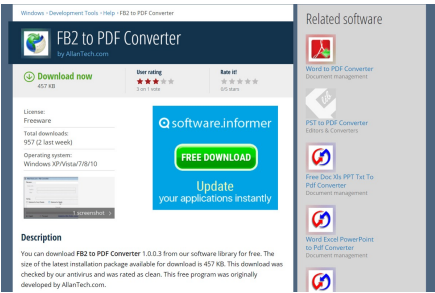 Windows › Development Tools › Help › FB2 to PDF Converter
FB2 to PDF Converter
by AllanTech.com
Download now
457 KB
User rating
3 on 1 vote
Rate it!
0/5 stars
License:
Freeware
Total downloads:
957 (2 last week)
Operating system:
Windows XP/Vista/7/8/10
1 screenshot ›
software.informer
FREE DOWNLOAD
Update
your applications instantly
Description
You can download FB2 to PDF Converter 1.0.0.3 from our software library for free. The
size of the latest installation package available for download is 457 KB. This download was
checked by our antivirus and was rated as clean. This free program was originally
developed by AllanTech.com.
Related software
Word to PDF Converter
Document management
PST to PDF Converter
Editors & Converters
Free Doc Xls PPT Txt To
Pdf Converter
Document management
Word Excel PowerPoint
to Pdf Converter
Document management